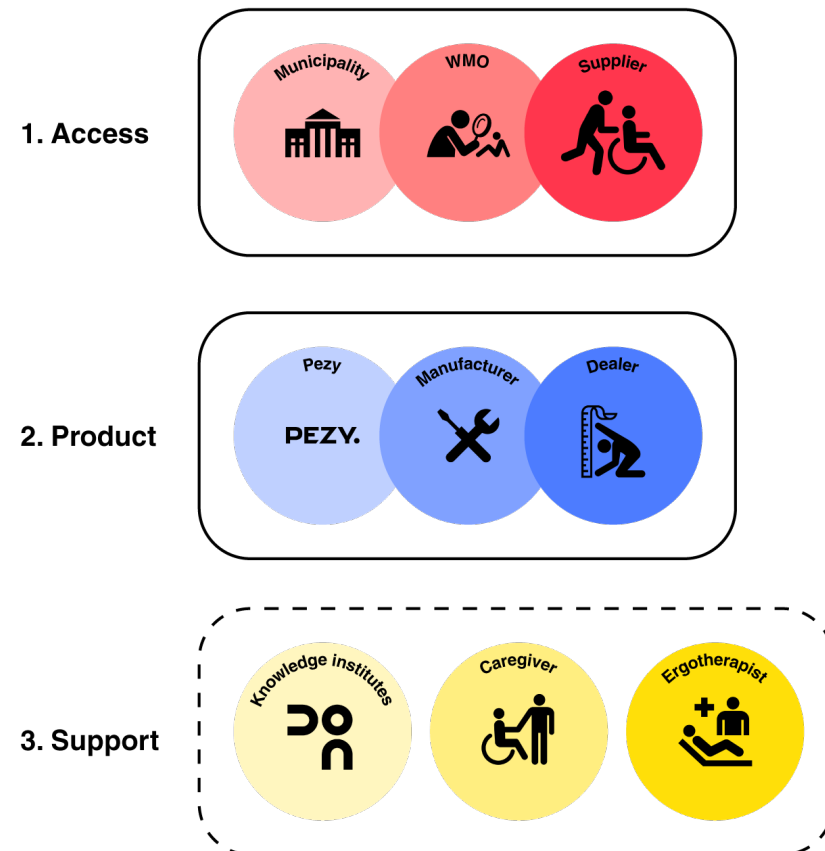 1. Access
Municipality
WMO
Supplier
2. Product
Pezy
Manufacturer
Dealer
PEZY.
3. Support
Knowledge institutes
Caregiver
Ergotherapist